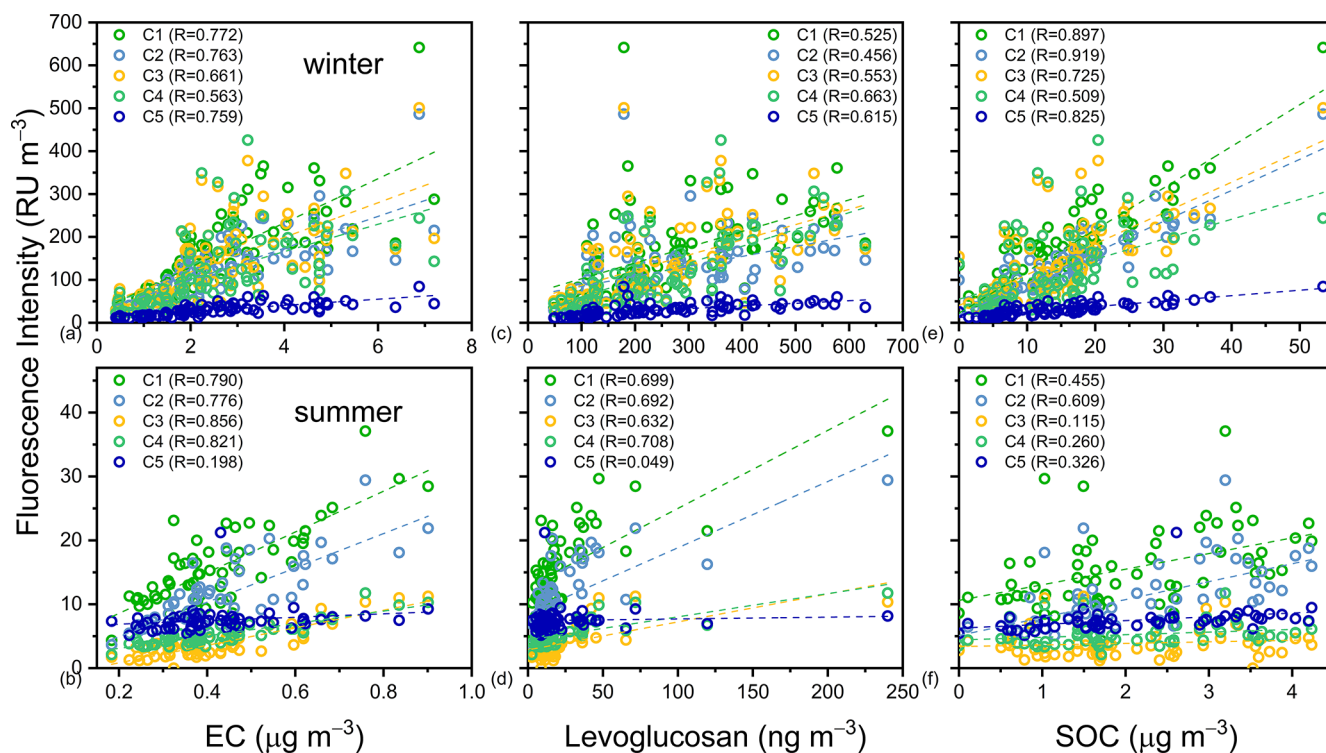 Fluorescence Intensity (RU m⁻³)
700
600
500
400
300
200
100
0
C1 (R=0.772)
C2 (R=0.763)
C3 (R=0.661)
C4 (R=0.563)
C5 (R=0.759)
winter
(a)
0 2 4 6 8
C1 (R=0.525)
C2 (R=0.456)
C3 (R=0.553)
C4 (R=0.663)
C5 (R=0.615)
(c)
0 100 200 300 400 500 600 700
C1 (R=0.897)
C2 (R=0.919)
C3 (R=0.725)
C4 (R=0.509)
C5 (R=0.825)
(e)
0 10 20 30 40 50
40
30
20
10
0
C1 (R=0.790)
C2 (R=0.776)
C3 (R=0.856)
C4 (R=0.821)
C5 (R=0.198)
summer
(b)
0.2 0.4 0.6 0.8 1.0
EC (μg m⁻³)
C1 (R=0.699)
C2 (R=0.692)
C3 (R=0.632)
C4 (R=0.708)
C5 (R=0.049)
(d)
0 25 50 75 100 125 150 175 200 225 250
Levoglucosan (ng m⁻³)
C1 (R=0.455)
C2 (R=0.609)
C3 (R=0.115)
C4 (R=0.260)
C5 (R=0.326)
(f)
0 1 2 3 4
SOC (μg m⁻³)